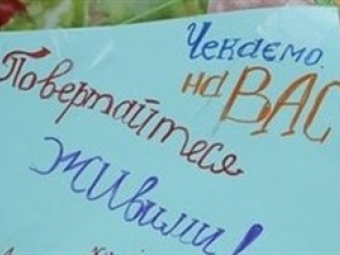 Чекаємо
на ВАС
Повертайтеся
живими!